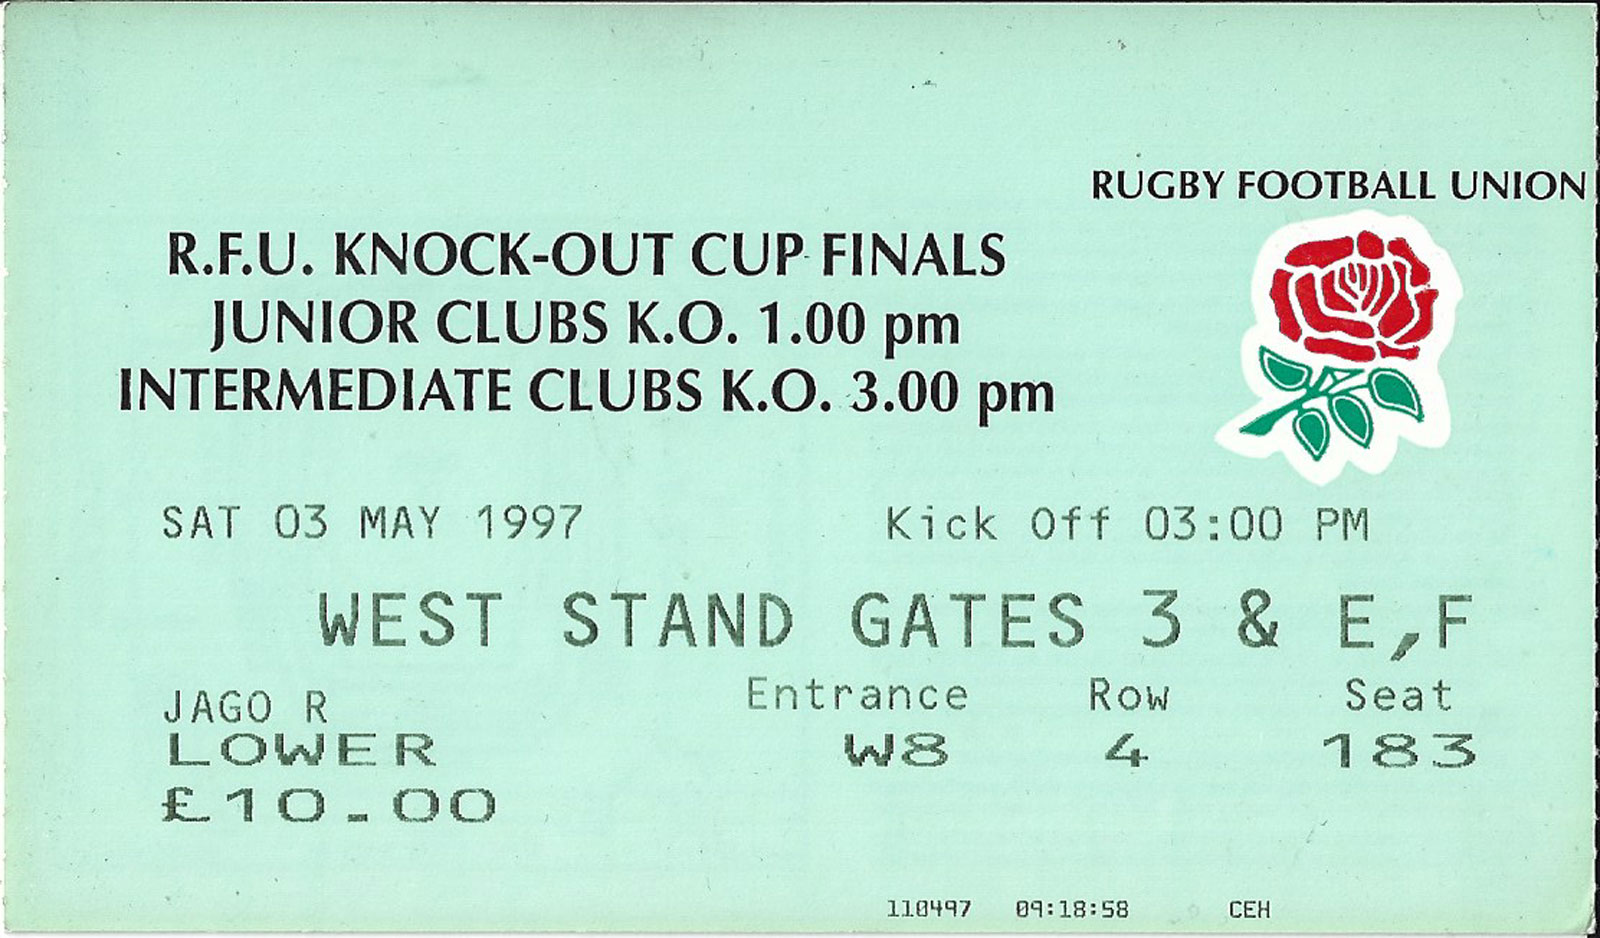 RUGBY FOOTBALL UNION
R.F.U. KNOCK-OUT CUP FINALS
JUNIOR CLUBS K.O. 1.00 pm
INTERMEDIATE CLUBS K.O. 3.00 pm
SAT 03 MAY 1997 Kick Off 03:00 PM
WEST STAND GATES 3 & E,F
Entrance Row Seat
JAGO R
LOWER W8 4 183
£10.00
110497 09:18:58 CEH